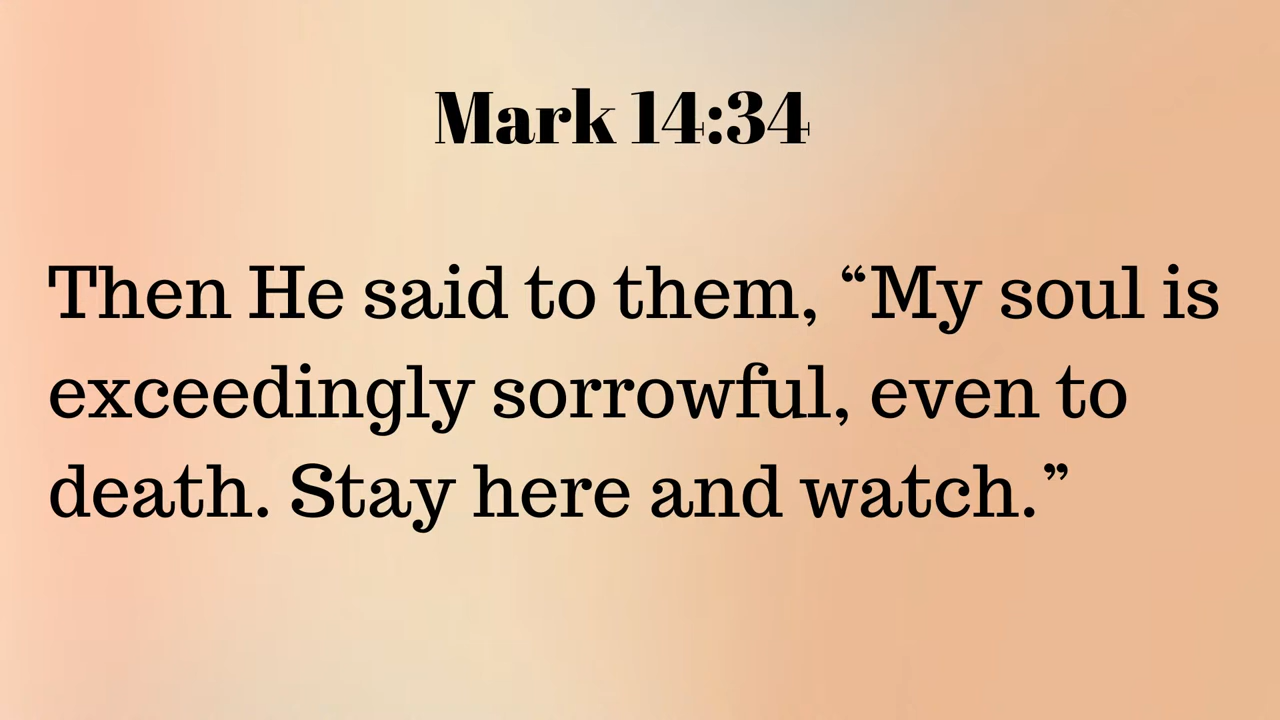 Mark 14:34
Then He said to them, “My soul is
exceedingly sorrowful, even to
death. Stay here and watch.”